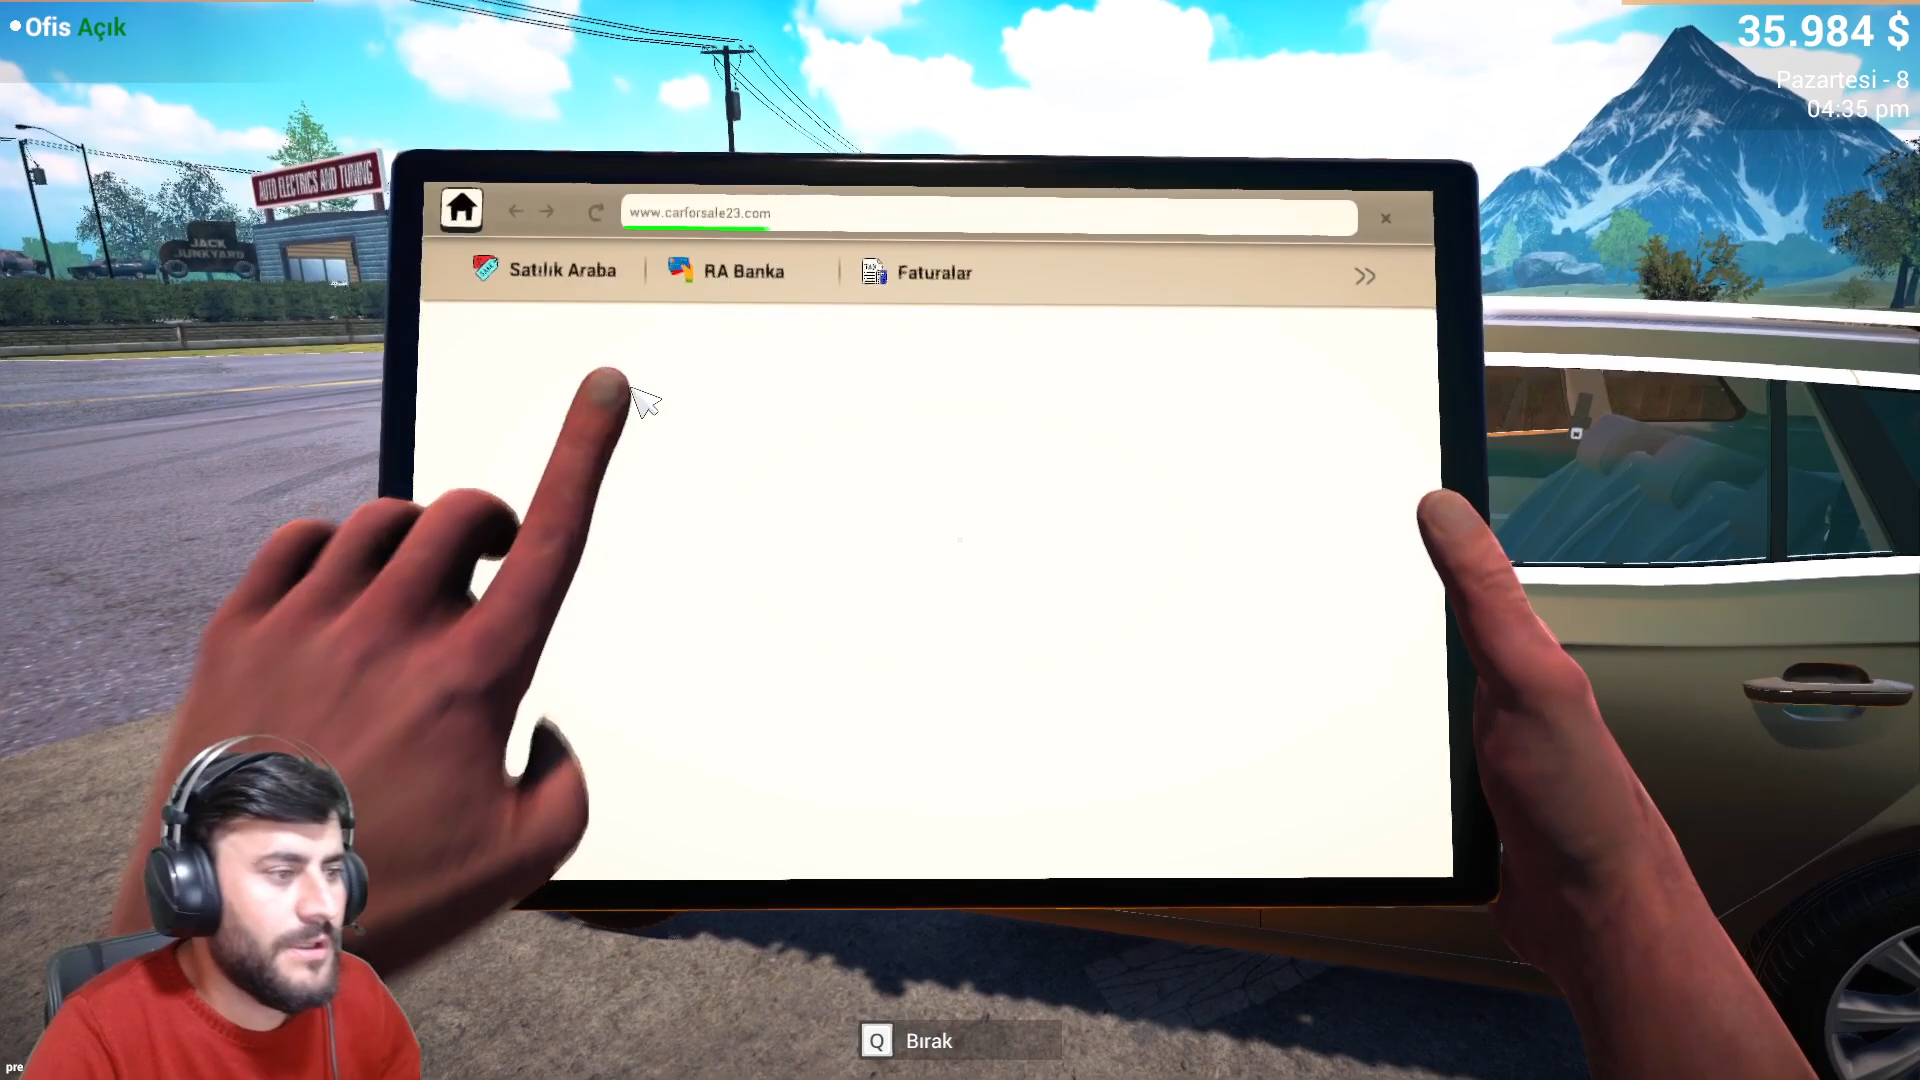 Ofis Açık
35.984 $
Pazartesi - 8
04:35 pm
AUTO ELECTRICS AND TUNING
JACK
JUNKYARD
www.carforsale23.com
Satılık Araba
RA Banka
Faturalar
Q Bırak
pre